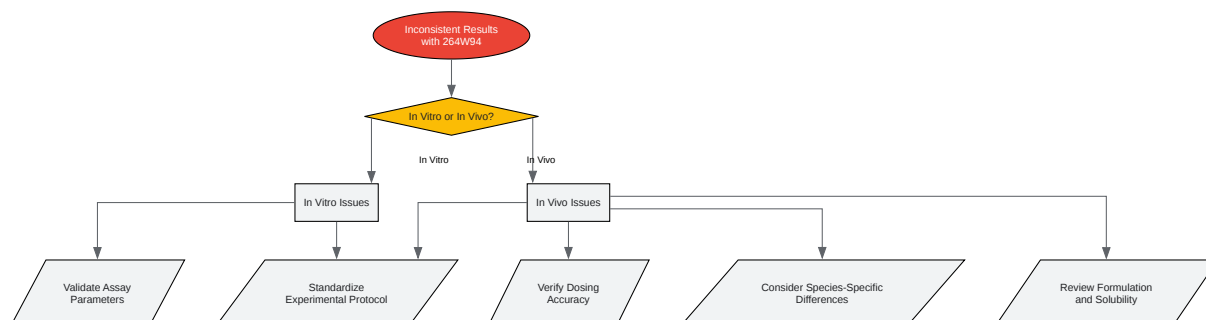 Inconsistent Results
with 264W94
In Vitro or In Vivo?
In Vitro
In Vivo
In Vitro Issues
In Vivo Issues
Validate Assay
Parameters
Standardize
Experimental Protocol
Verify Dosing
Accuracy
Consider Species-Specific
Differences
Review Formulation
and Solubility